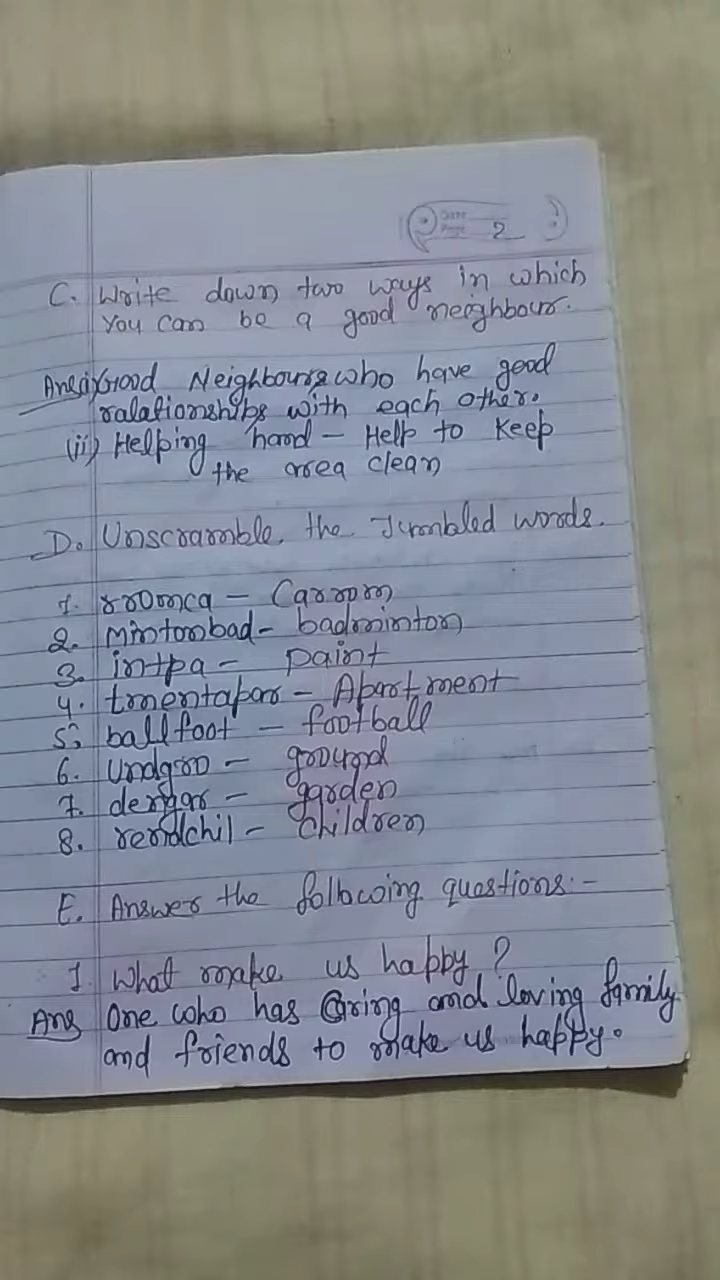 Date
Page 2
C. Write down two ways in which
you can be a good neighbour.
Ans i) Good Neighbours who have good
ralationships with each other.
(ii) Helping hand – Help to keep
the area clean
D. Unscramble the Jumbled words.
1. rromca – Carrom
2. Mintonbad – badminton
3. intpa – paint
4. tmentapar – Apartment
5. ballfoot – football
6. undgro – ground
7. dengar – garden
8. rendchil – children
E. Answer the following questions:-
1 What make us happy?
Ans One who has Caring and loving family
and friends to make us happy.